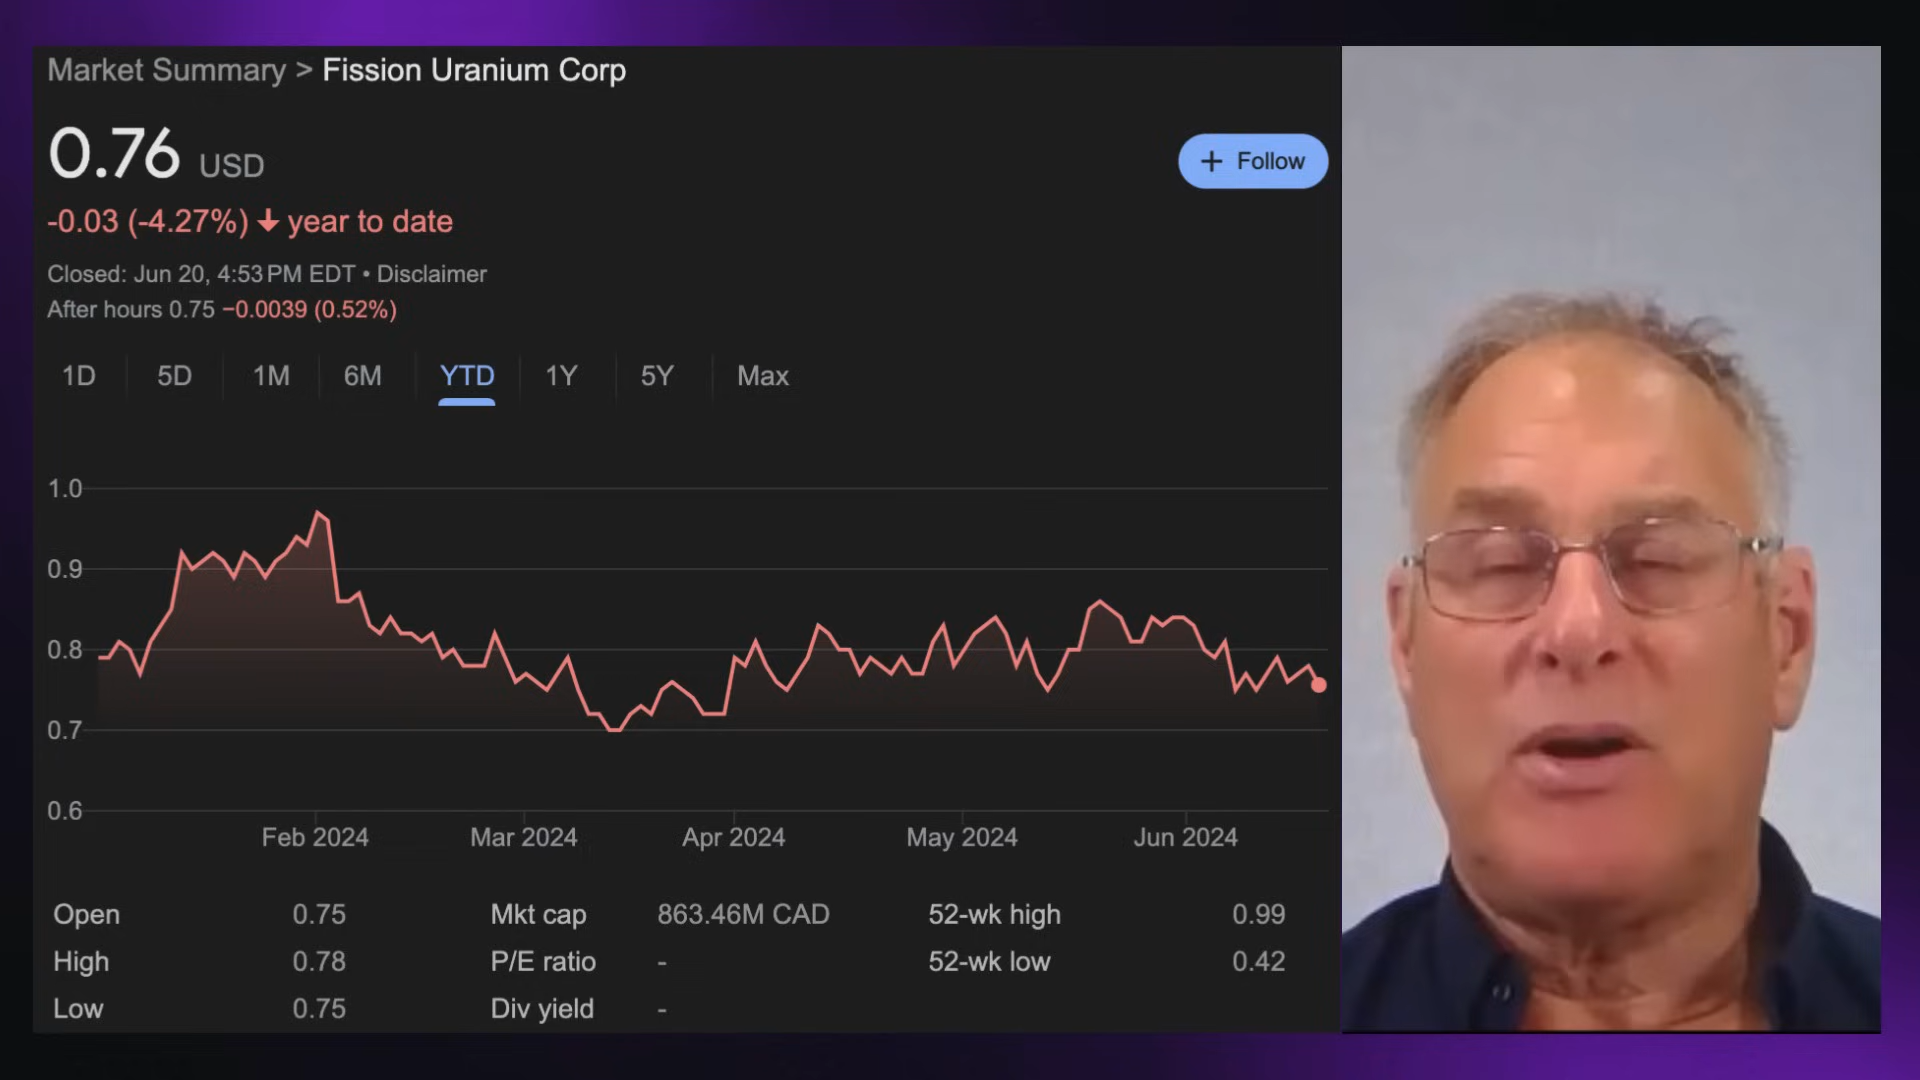 Market Summary > Fission Uranium Corp
0.76 USD
+ Follow
-0.03 (-4.27%) ↓ year to date
Closed: Jun 20, 4:53 PM EDT • Disclaimer
After hours 0.75 −0.0039 (0.52%)
1D 5D 1M 6M YTD 1Y 5Y Max
1.0
0.9
0.8
0.7
0.6
Feb 2024 Mar 2024 Apr 2024 May 2024 Jun 2024
Open 0.75 Mkt cap 863.46M CAD 52-wk high 0.99
High 0.78 P/E ratio - 52-wk low 0.42
Low 0.75 Div yield -